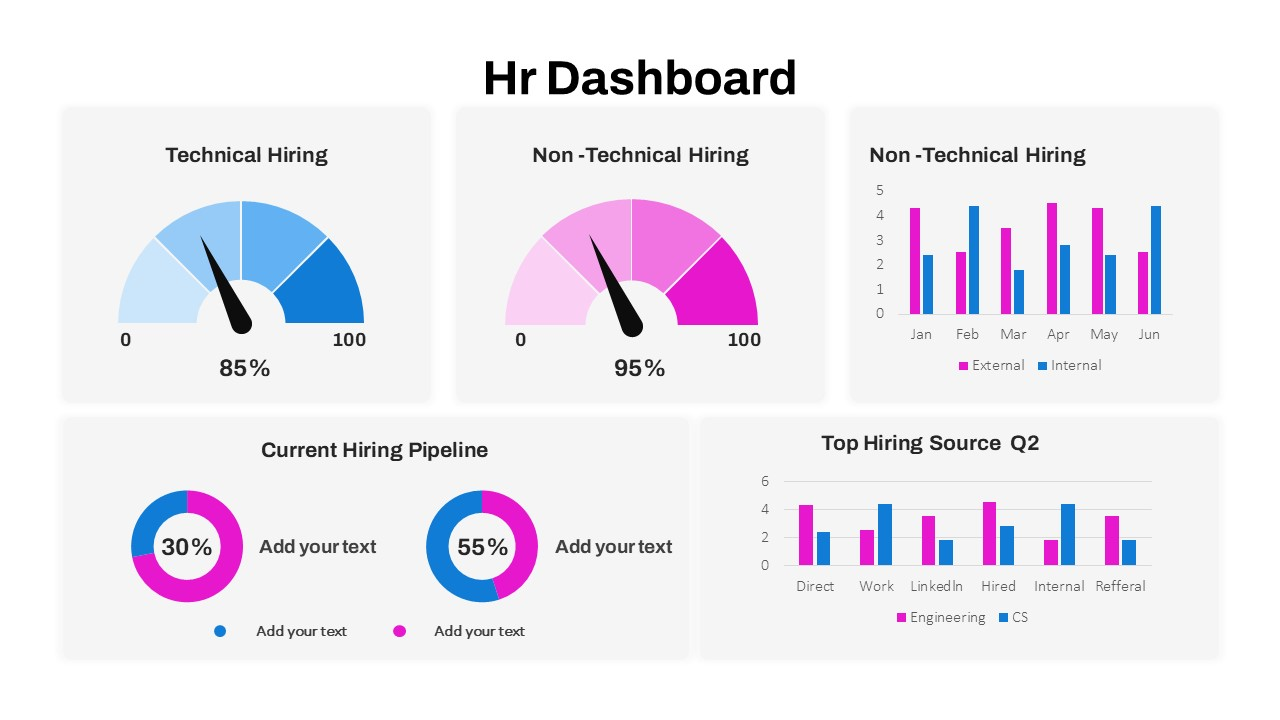 Hr Dashboard
Technical Hiring
0
100
85%
Non -Technical Hiring
0
100
95%
Non -Technical Hiring
5
4
3
2
1
0
Jan Feb Mar Apr May Jun
External Internal
Current Hiring Pipeline
30%
Add your text
55%
Add your text
Add your text
Add your text
Top Hiring Source Q2
6
4
2
0
Direct Work LinkedIn Hired Internal Refferal
Engineering CS